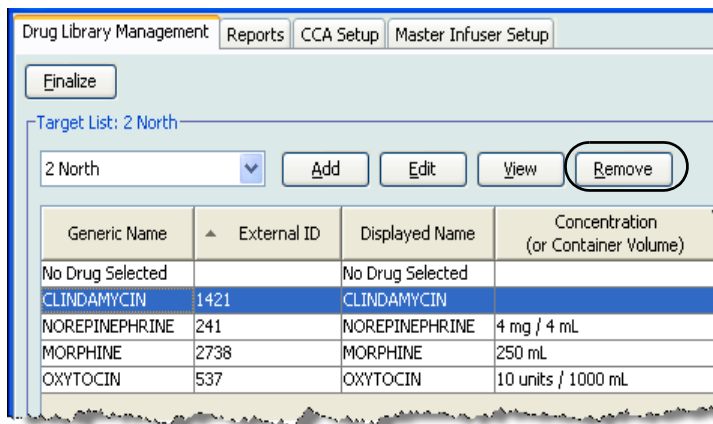 Drug Library Management Reports CCA Setup Master Infuser Setup
Finalize
Target List: 2 North
2 North Add Edit View Remove
Generic Name External ID Displayed Name Concentration
(or Container Volume)
No Drug Selected No Drug Selected
CLINDAMYCIN 1421 CLINDAMYCIN
NOREPINEPHRINE 241 NOREPINEPHRINE 4 mg / 4 mL
MORPHINE 2738 MORPHINE 250 mL
OXYTOCIN 537 OXYTOCIN 10 units / 1000 mL